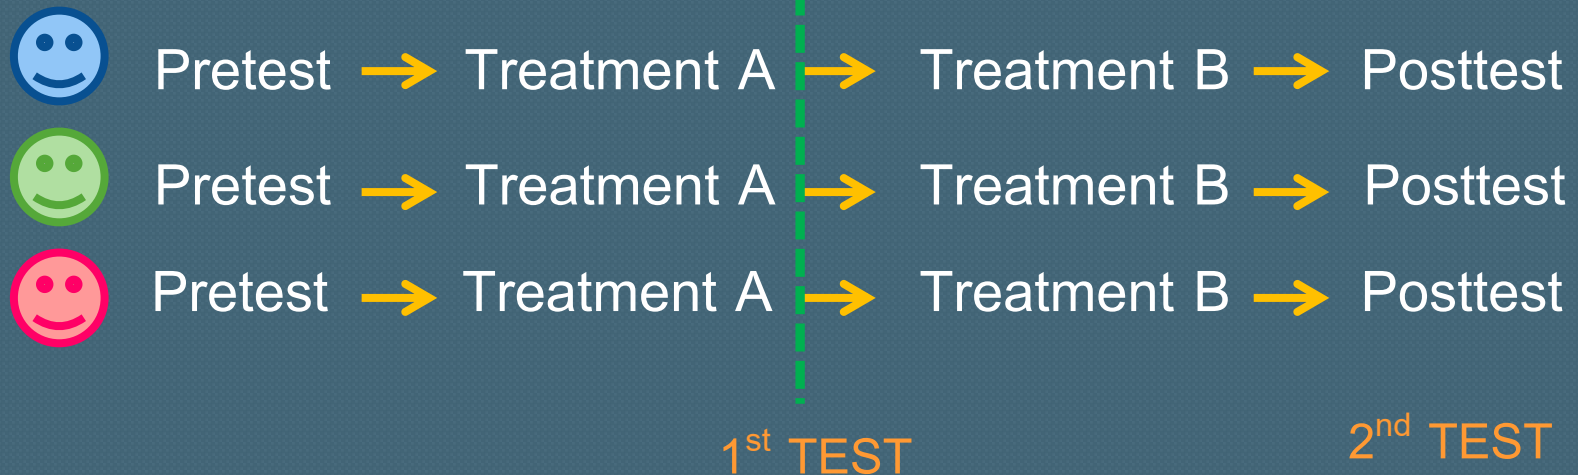 Pretest → Treatment A → Treatment B → Posttest
Pretest → Treatment A → Treatment B → Posttest
Pretest → Treatment A → Treatment B → Posttest
1st TEST 2nd TEST